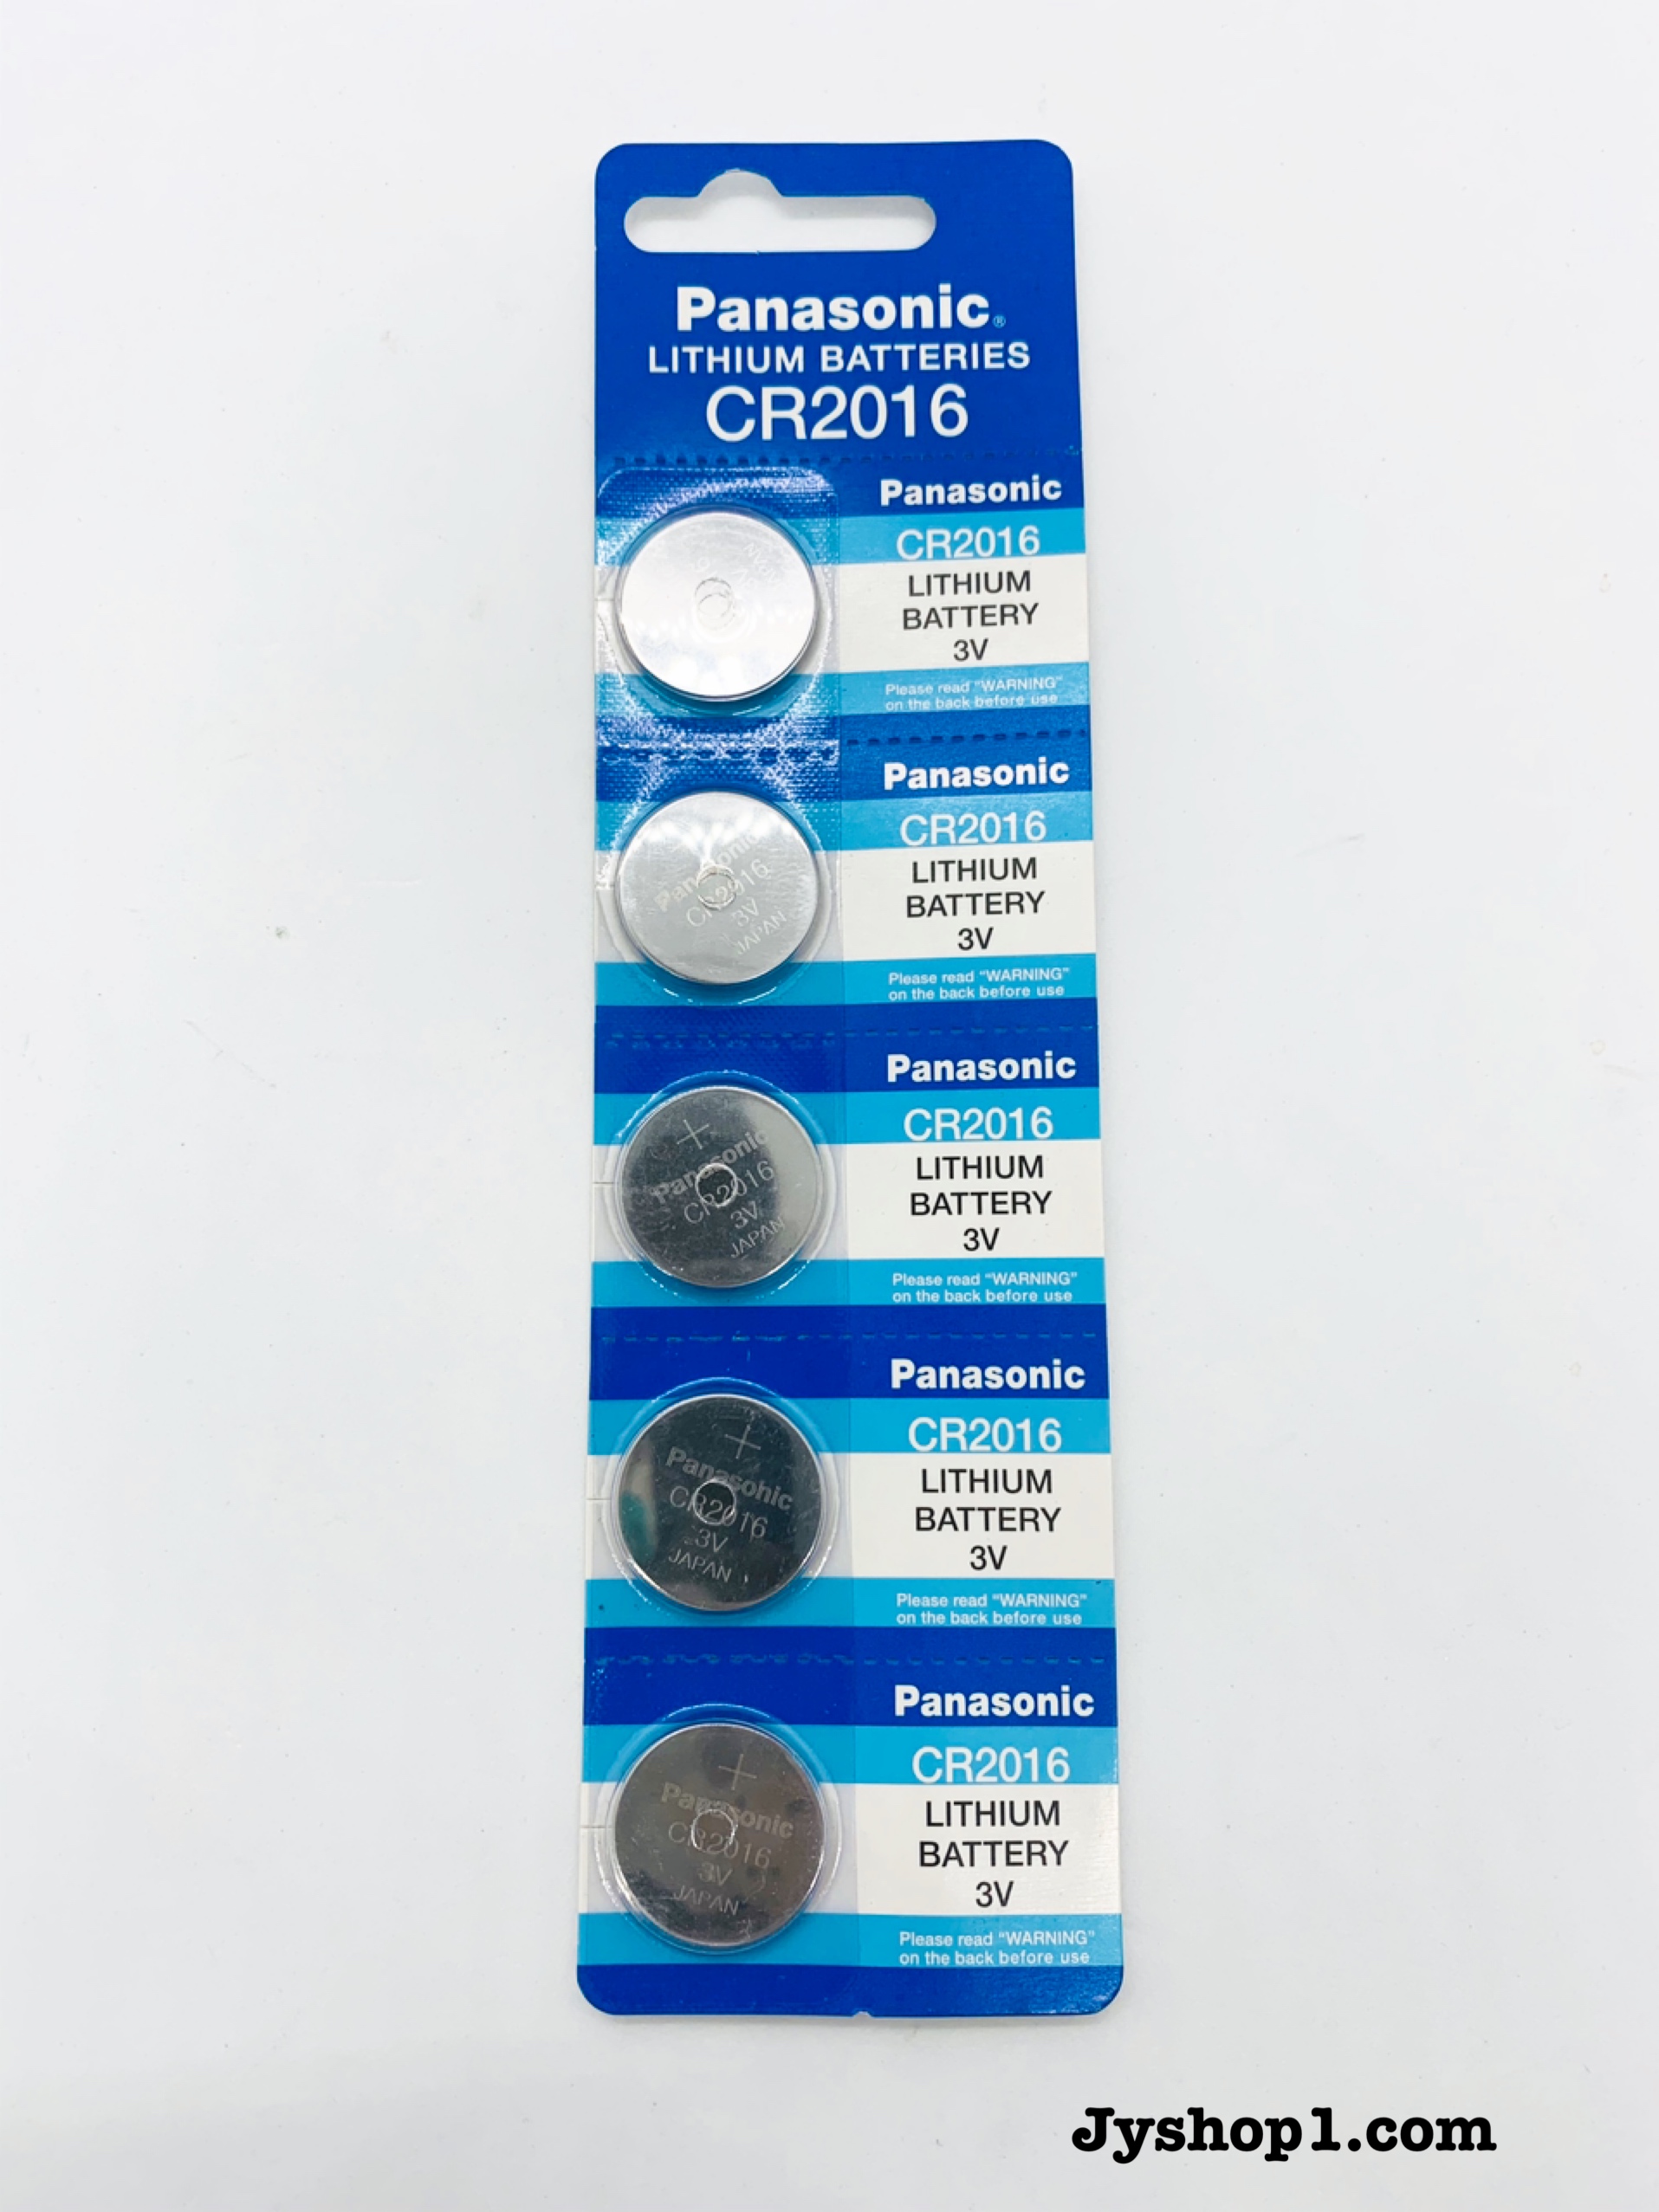 Panasonic®
LITHIUM BATTERIES
CR2016
Panasonic
CR2016
LITHIUM
BATTERY
3V
Please read "WARNING"
on the back before use
Panasonic
CR2016
3V
JAPAN
Panasonic
CR2016
LITHIUM
BATTERY
3V
Please read "WARNING"
on the back before use
+
Panasonic
CR2016
3V
JAPAN
Panasonic
CR2016
LITHIUM
BATTERY
3V
Please read "WARNING"
on the back before use
+
Panasonic
CR2016
3V
JAPAN
Panasonic
CR2016
LITHIUM
BATTERY
3V
Please read "WARNING"
on the back before use
+
Panasonic
CR2016
3V
JAPAN
Panasonic
CR2016
LITHIUM
BATTERY
3V
Please read "WARNING"
on the back before use
Jyshop1.com